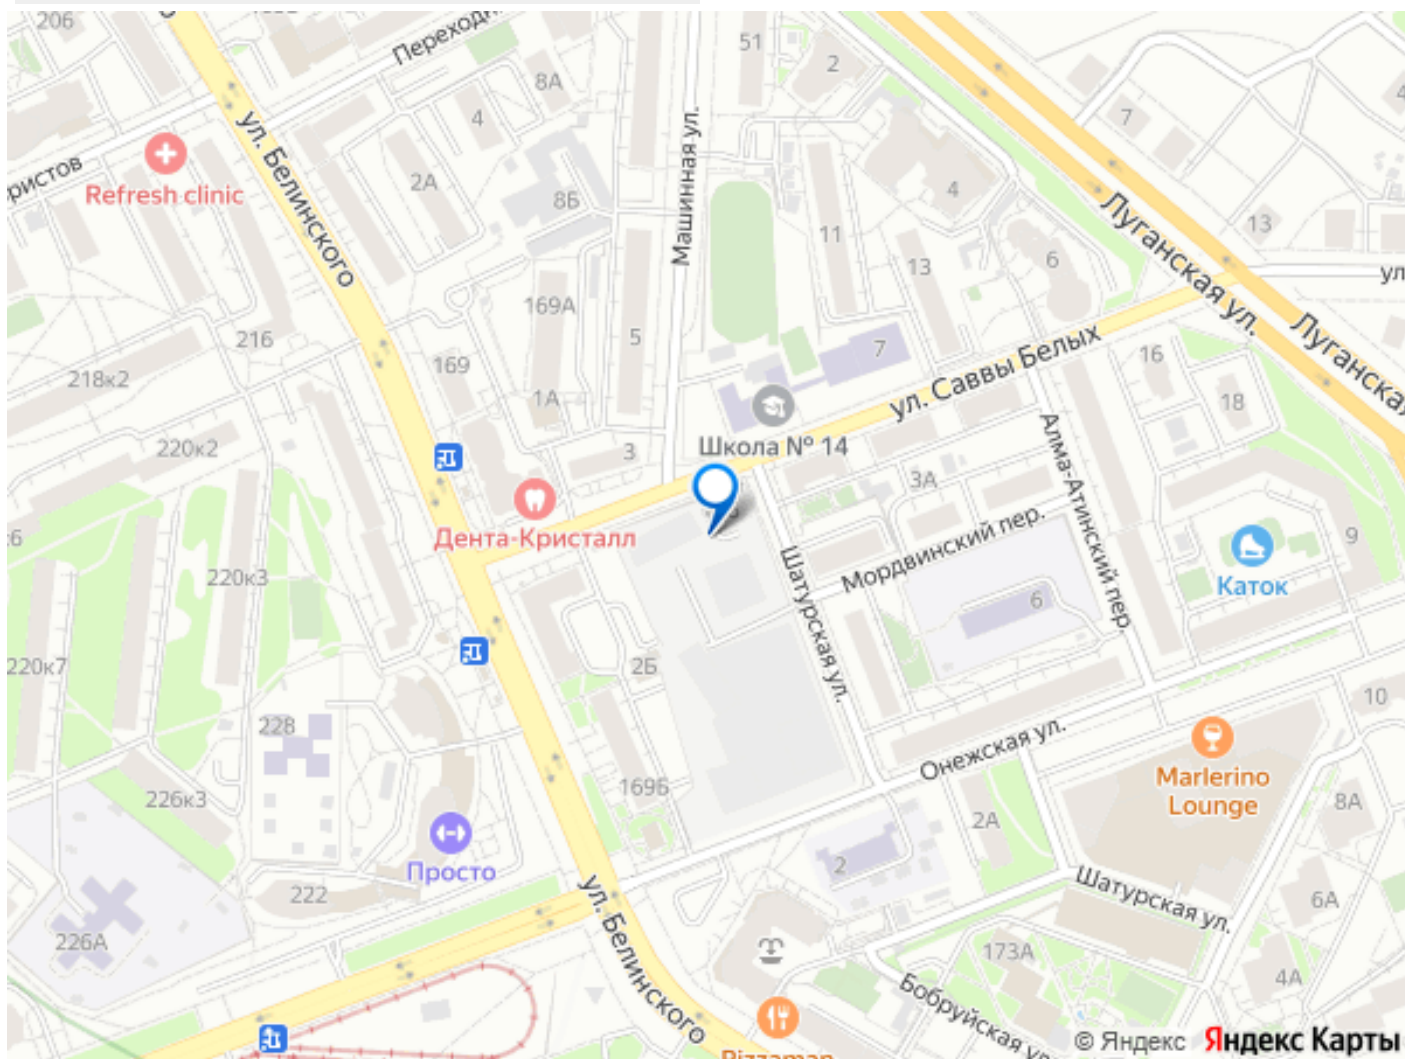 206
Переходн
51
2
8А
4
7
ул. Белинского
Машинная ул.
Refresh clinic
ристов
2А
8Б
4
11
13
6
13
Луганская ул.
ул
169А
216
5
169
7
ул. Саввы Белых
Луганская
16
218к2
1А
18
220к2
3
Школа № 14
3А
Алма-Атинский пер.
Дента-Кристалл
Мордвинский пер.
Шатурская ул.
9
Каток
220к3
6
220к7
2Б
228
10
Онежская ул.
Marlerino
Lounge
226к3
169Б
8А
2А
Просто
2
222
Шатурская ул.
6А
226А
ул. Белинского
173А
4А
Бобруйская ул.
Pizzaman
© Яндекс Яндекс Карты